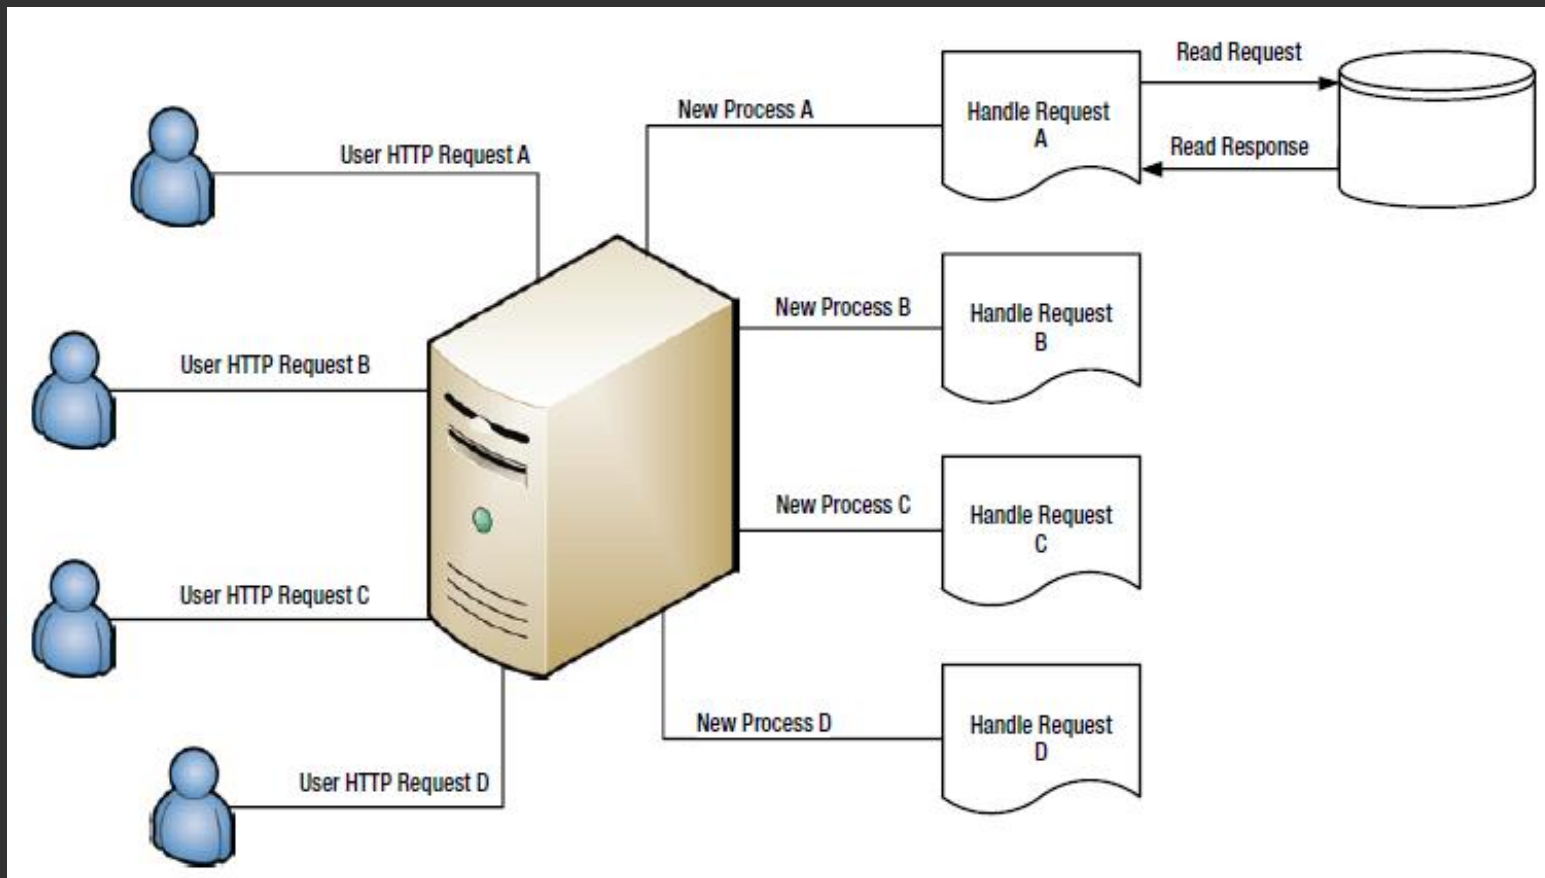 Read Request
New Process A
Handle Request
A
User HTTP Request A
Read Response
New Process B
Handle Request
B
User HTTP Request B
New Process C
Handle Request
C
User HTTP Request C
New Process D
Handle Request
D
User HTTP Request D